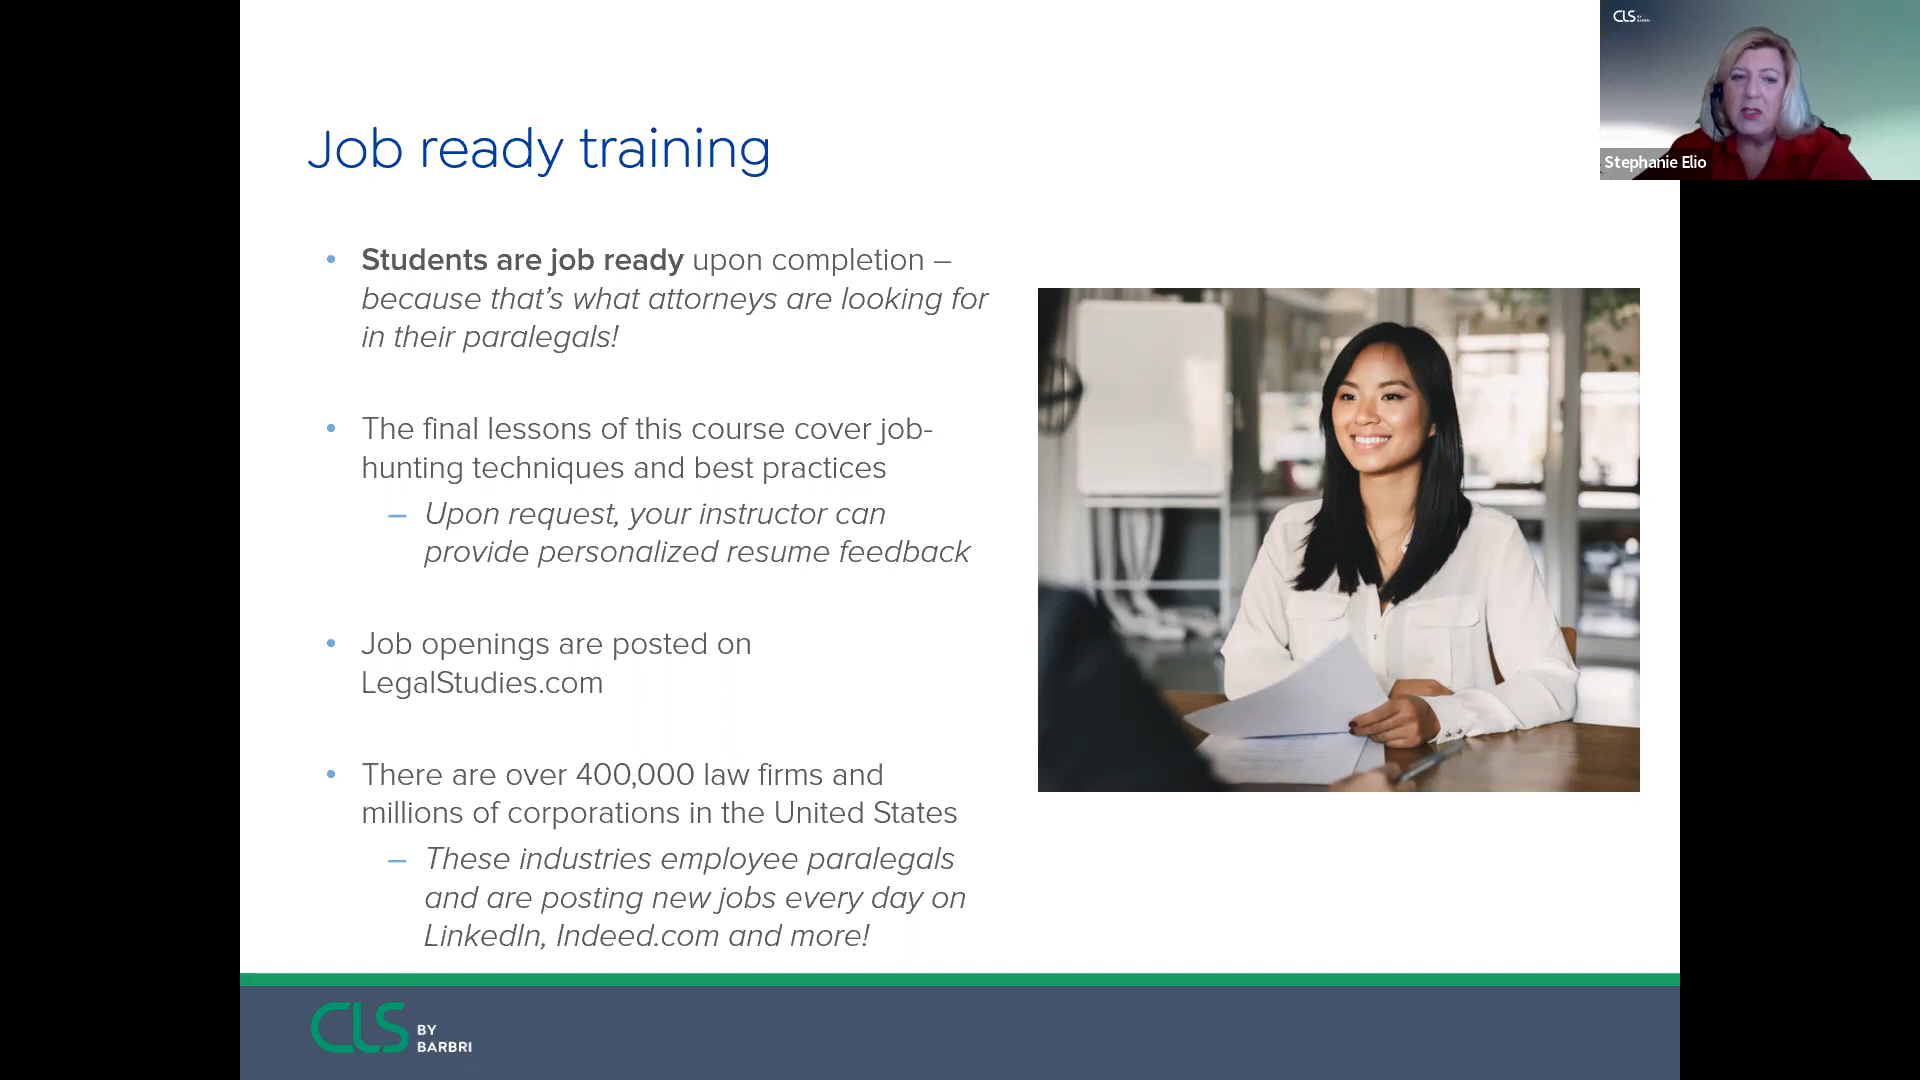 CLS BY BARBRI
Stephanie Elio
Job ready training
• Students are job ready upon completion –
because that's what attorneys are looking for
in their paralegals!
• The final lessons of this course cover job-
hunting techniques and best practices
– Upon request, your instructor can
provide personalized resume feedback
• Job openings are posted on
LegalStudies.com
• There are over 400,000 law firms and
millions of corporations in the United States
– These industries employee paralegals
and are posting new jobs every day on
LinkedIn, Indeed.com and more!
CLS BY
BARBRI